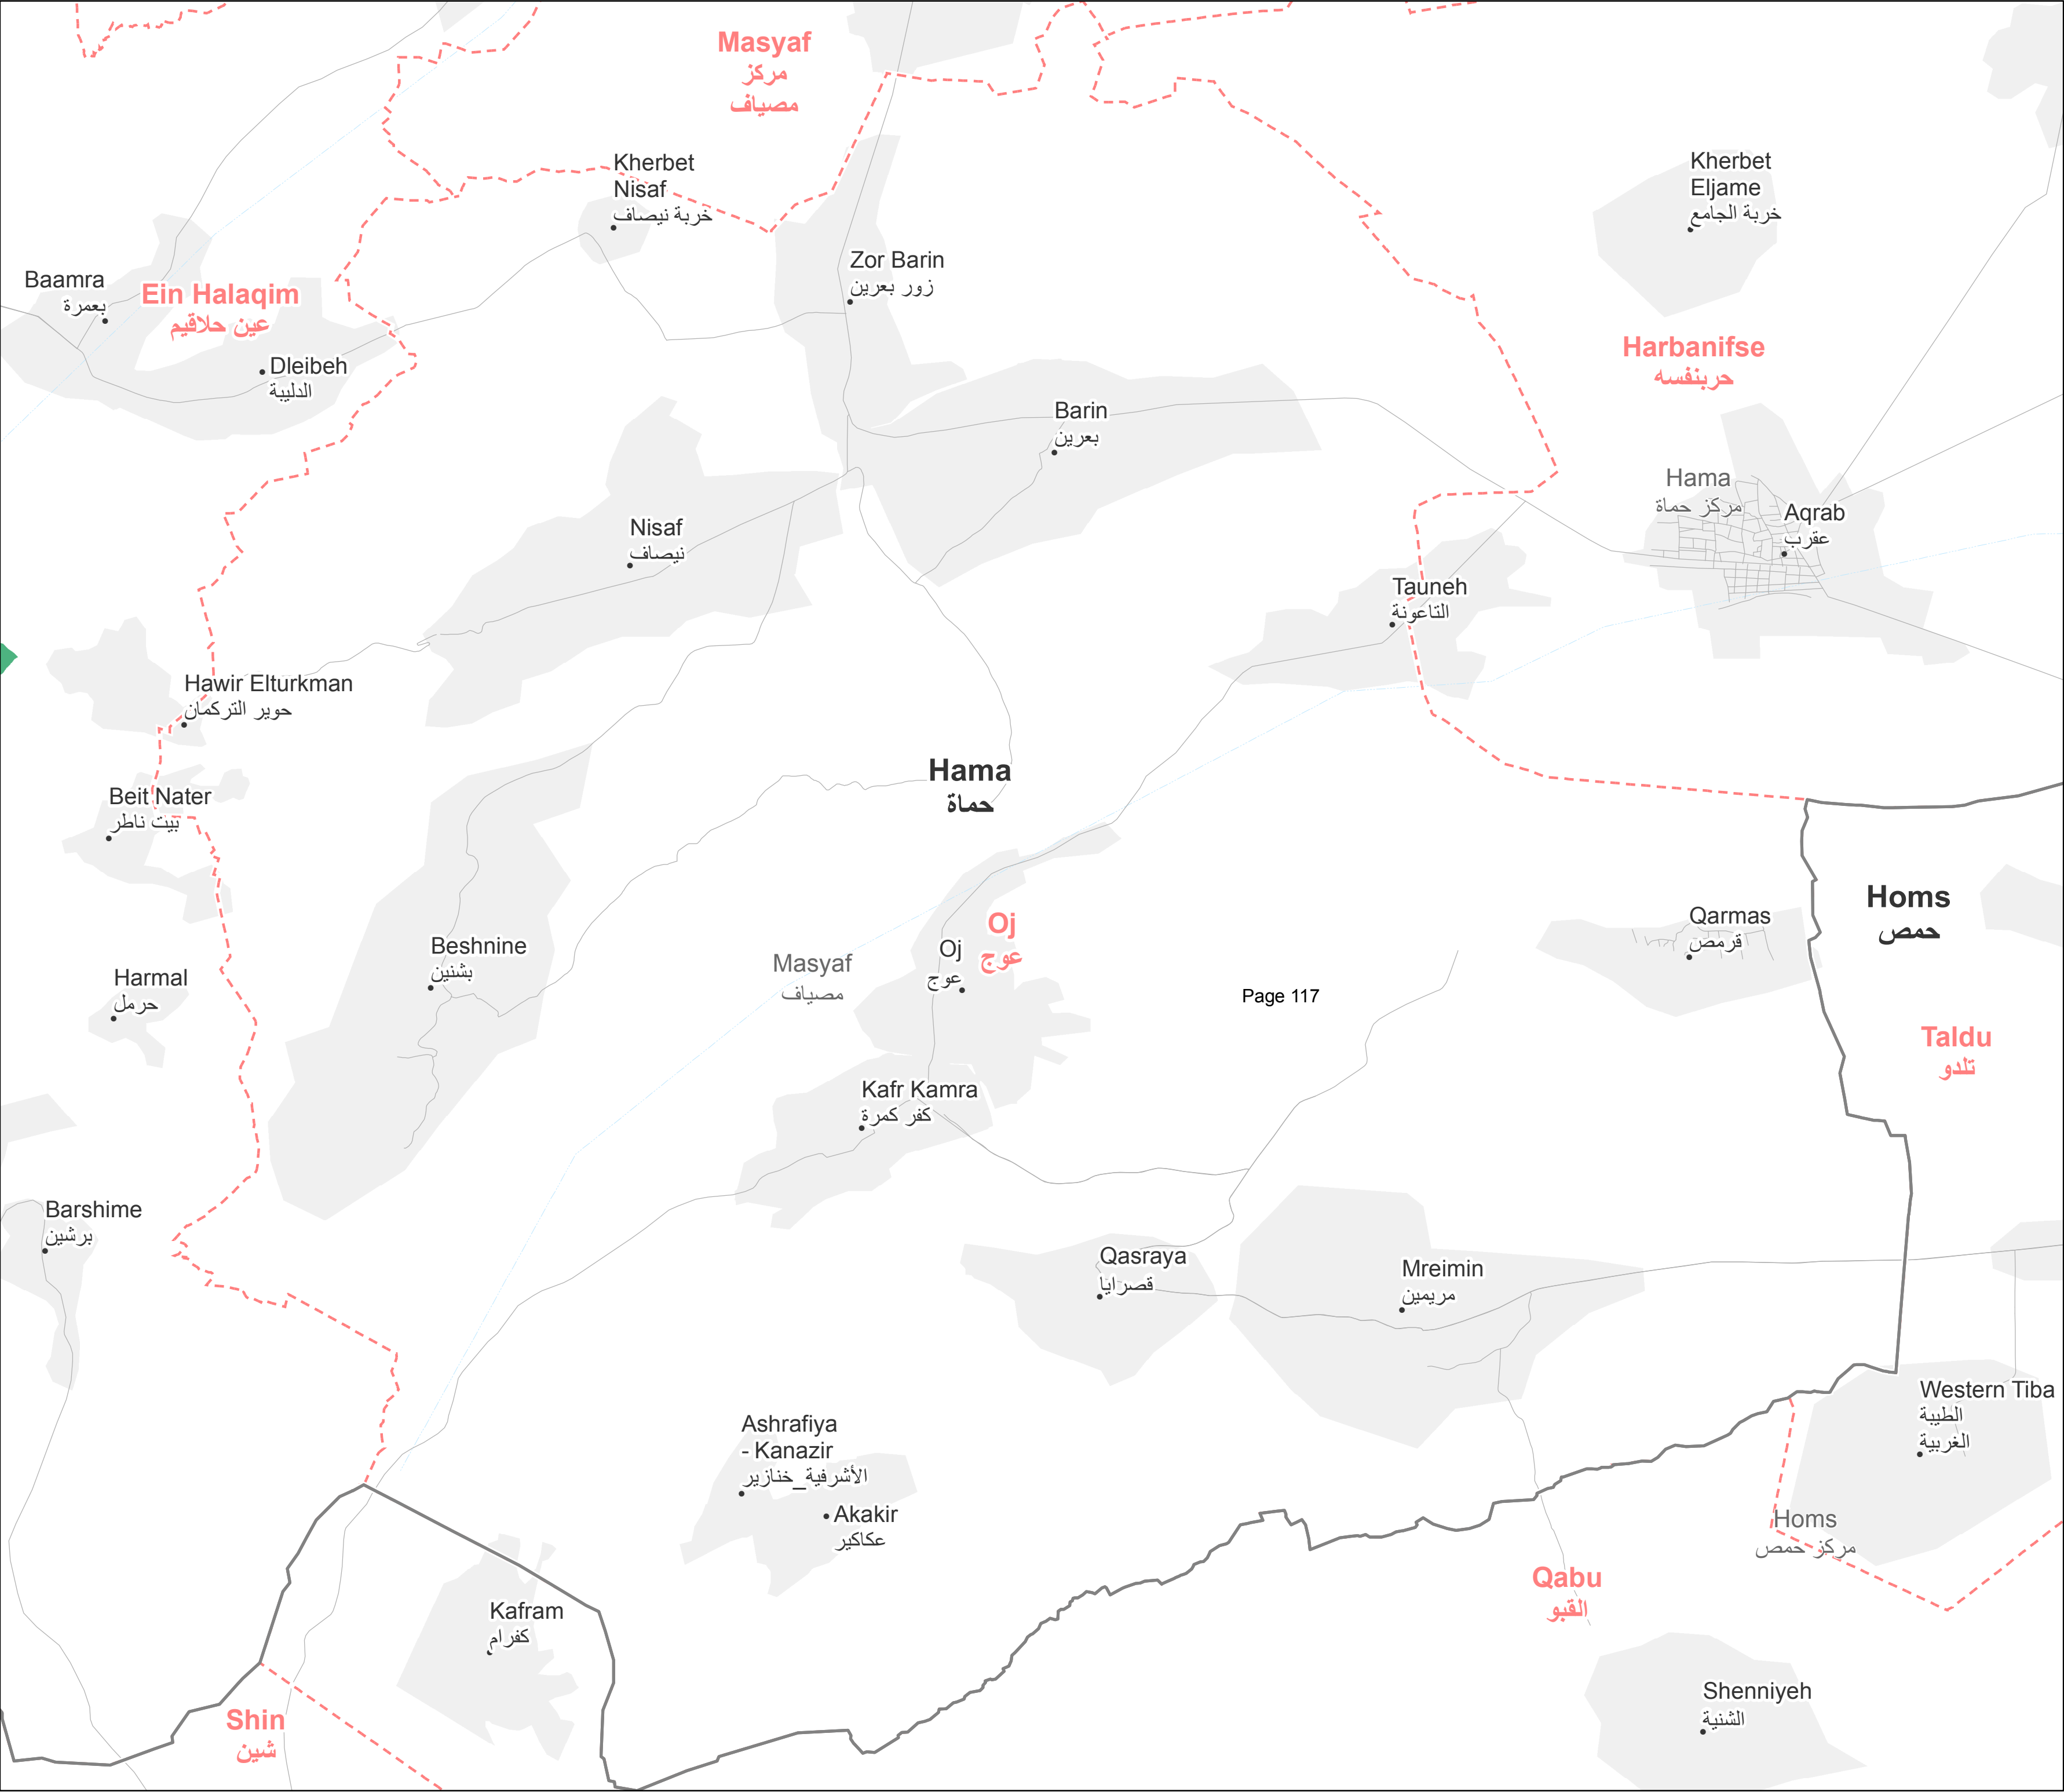 Masyaf
مركز
مصياف
Kherbet
Nisaf
خربة نيصاف
Kherbet
Eljame
خربة الجامع
Zor Barin
زور بعرين
Baamra
بعمرة
Ein Halaqim
عين حلاقيم
Dleibeh
الدليبة
Harbanifse
حربنفسه
Barin
بعرين
Hama
مركز حماة
Aqrab
عقرب
Nisaf
نيصاف
Tauneh
التاعونة
Hawir Elturkman
حوير التركمان
Hama
حماة
Beit Nater
بيت ناطر
Homs
حمص
Qarmas
قرمص
Oj
عوج
Oj
عوج
Beshnine
بشنين
Masyaf
مصياف
Harmal
حرمل
Page 117
Taldu
تلدو
Kafr Kamra
كفر كمرة
Barshime
برشين
Qasraya
قصرايا
Mreimin
مريمين
Western Tiba
الطيبة
الغربية
Ashrafiya
- Kanazir
الأشرفية_خنازير
Akakir
عكاكير
Homs
مركز حمص
Qabu
القبو
Kafram
كفرام
Shenniyeh
الشنية
Shin
شين